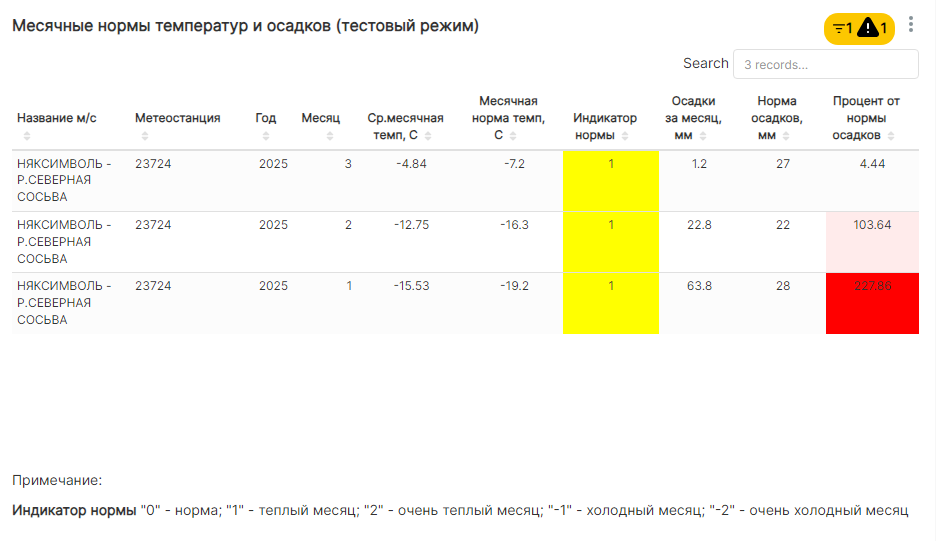 Месячные нормы температур и осадков (тестовый режим)
1 1
Search 3 records...
Название м/с Метеостанция Год Месяц Ср.месячная темп, С Месячная норма темп, С Индикатор нормы Осадки за месяц, мм Норма осадков, мм Процент от нормы осадков
НЯКСИМВОЛЬ - 23724 2025 3 -4.84 -7.2 1 1.2 27 4.44
Р.СЕВЕРНАЯ
СОСЬВА
НЯКСИМВОЛЬ - 23724 2025 2 -12.75 -16.3 1 22.8 22 103.64
Р.СЕВЕРНАЯ
СОСЬВА
НЯКСИМВОЛЬ - 23724 2025 1 -15.53 -19.2 1 63.8 28 227.86
Р.СЕВЕРНАЯ
СОСЬВА
Примечание:
Индикатор нормы "0" - норма; "1" - теплый месяц; "2" - очень теплый месяц; "-1" - холодный месяц; "-2" - очень холодный месяц